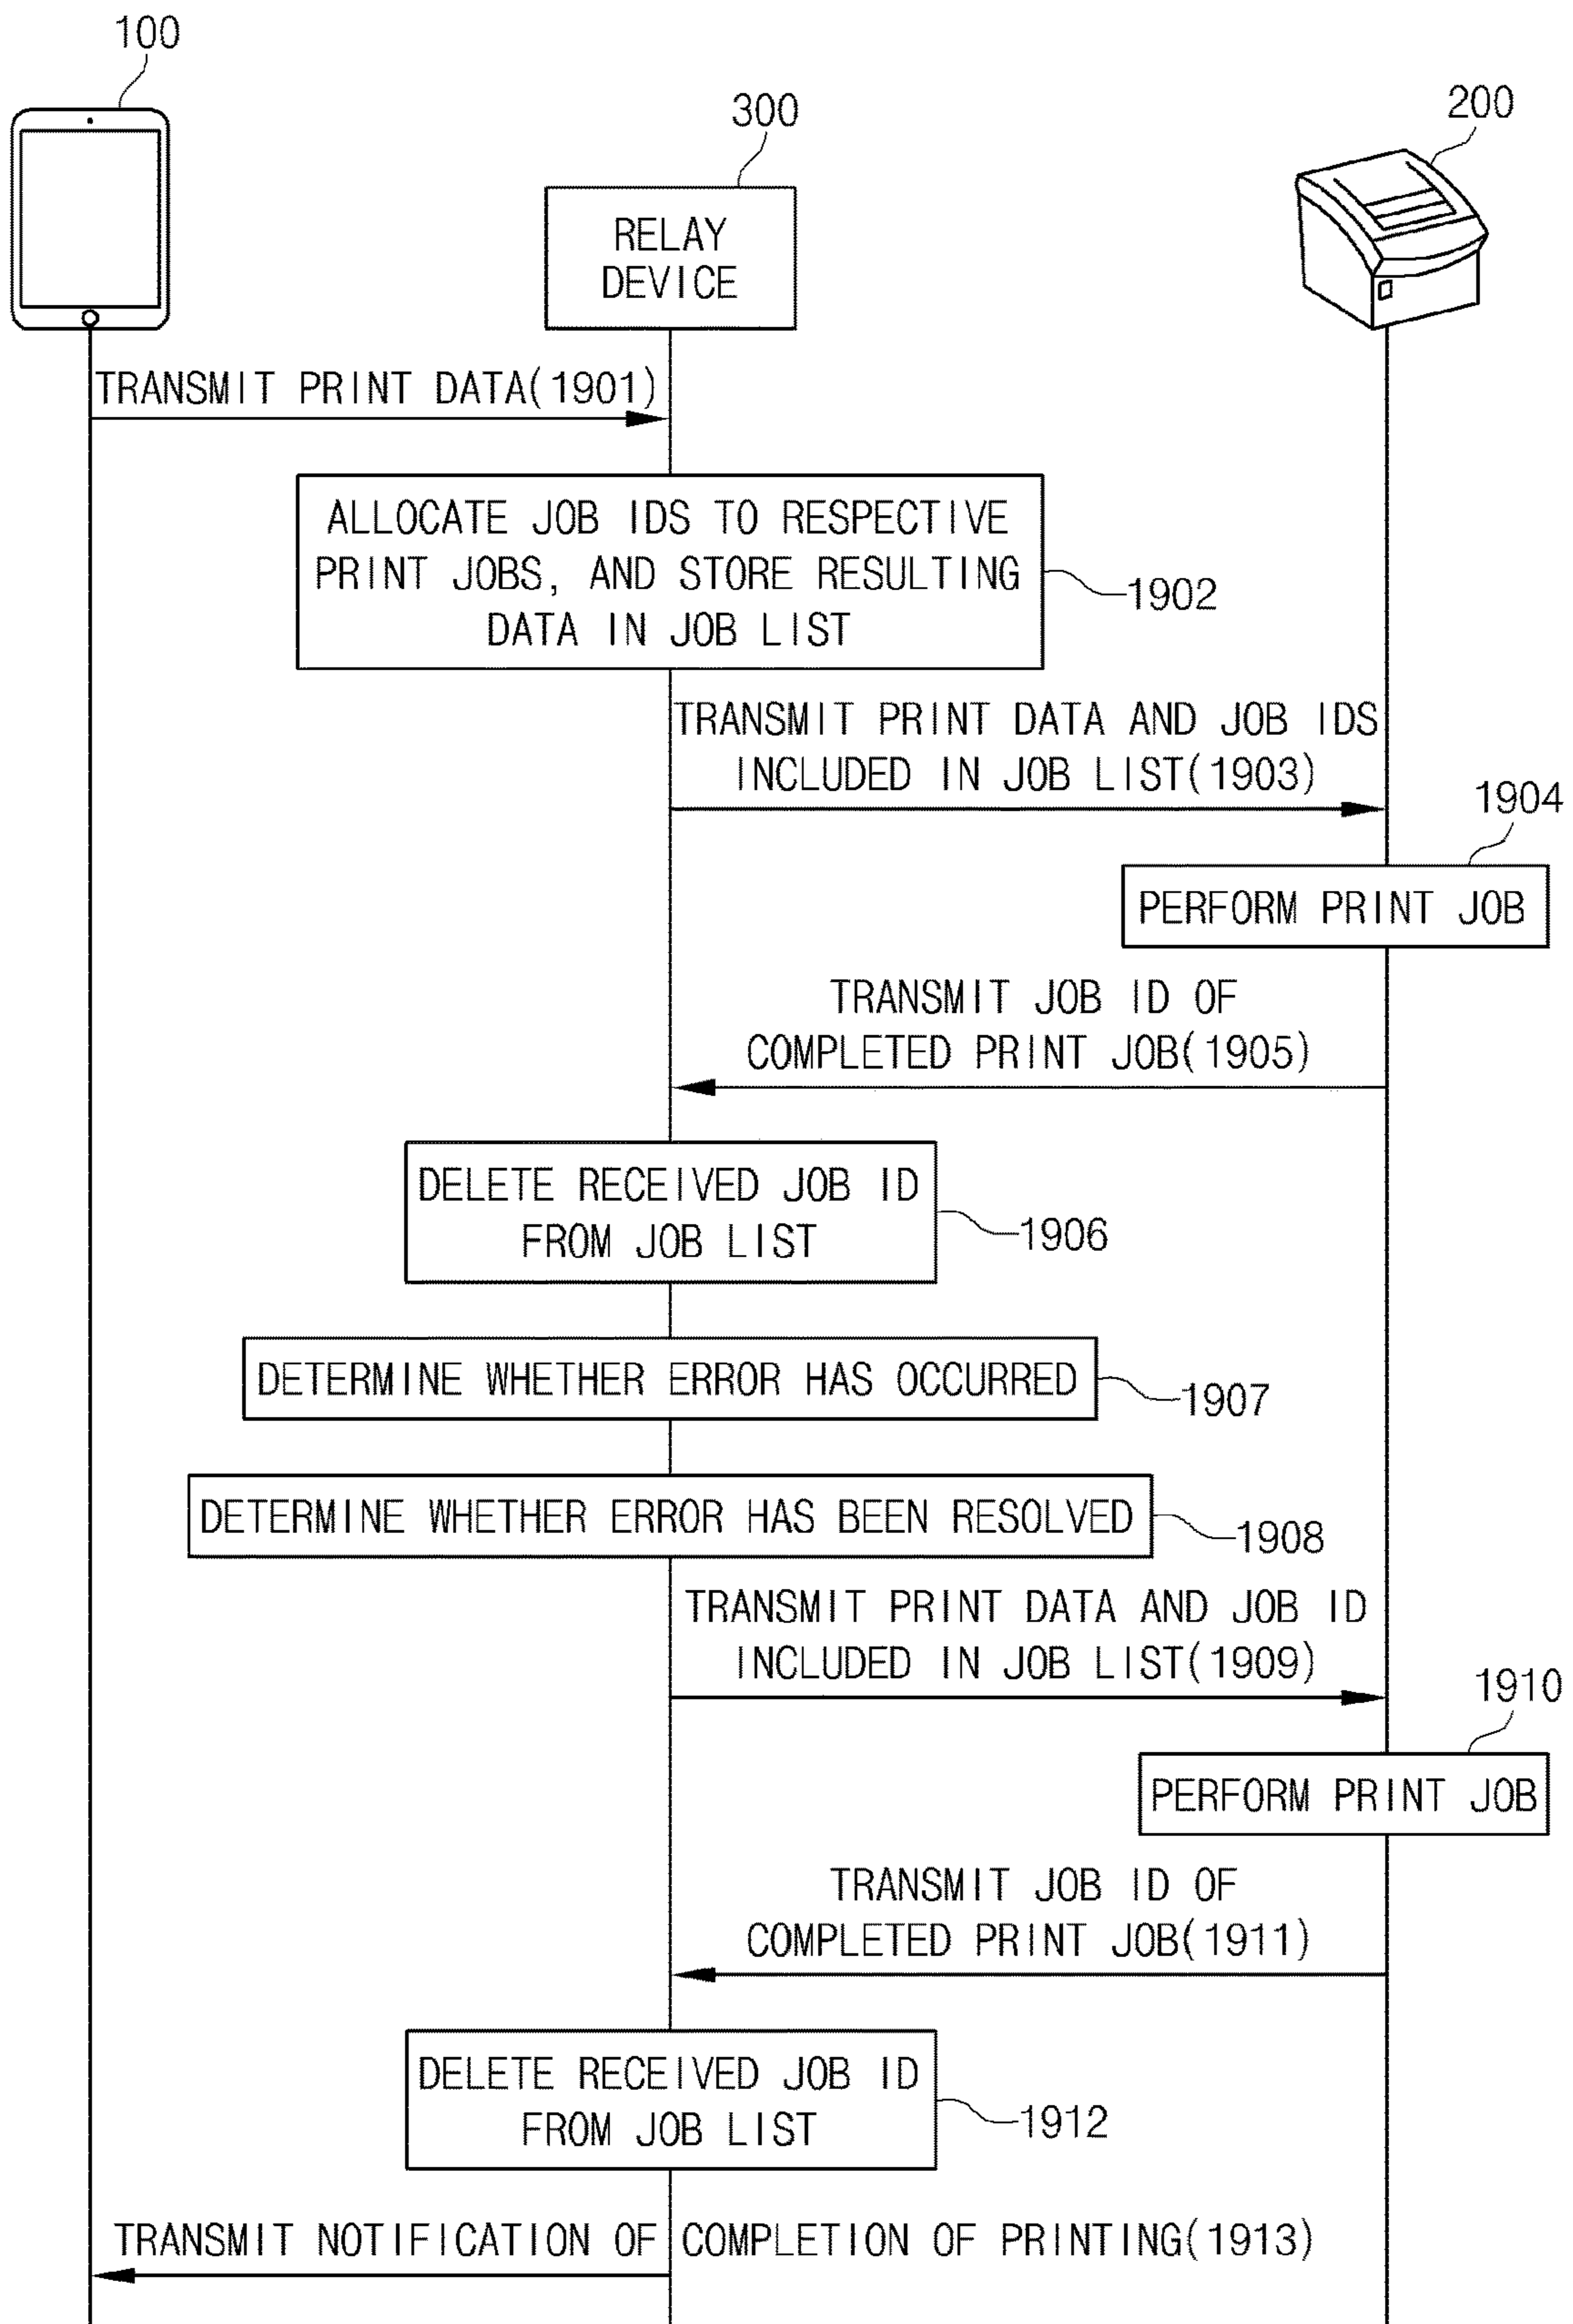 100
300
200
RELAY
DEVICE
TRANSMIT PRINT DATA(1901)
ALLOCATE JOB IDS TO RESPECTIVE
PRINT JOBS, AND STORE RESULTING
DATA IN JOB LIST
1902
TRANSMIT PRINT DATA AND JOB IDS
INCLUDED IN JOB LIST(1903)
1904
PERFORM PRINT JOB
TRANSMIT JOB ID OF
COMPLETED PRINT JOB(1905)
DELETE RECEIVED JOB ID
FROM JOB LIST
1906
DETERMINE WHETHER ERROR HAS OCCURRED
1907
DETERMINE WHETHER ERROR HAS BEEN RESOLVED
1908
TRANSMIT PRINT DATA AND JOB ID
INCLUDED IN JOB LIST(1909)
1910
PERFORM PRINT JOB
TRANSMIT JOB ID OF
COMPLETED PRINT JOB(1911)
DELETE RECEIVED JOB ID
FROM JOB LIST
1912
TRANSMIT NOTIFICATION OF COMPLETION OF PRINTING(1913)